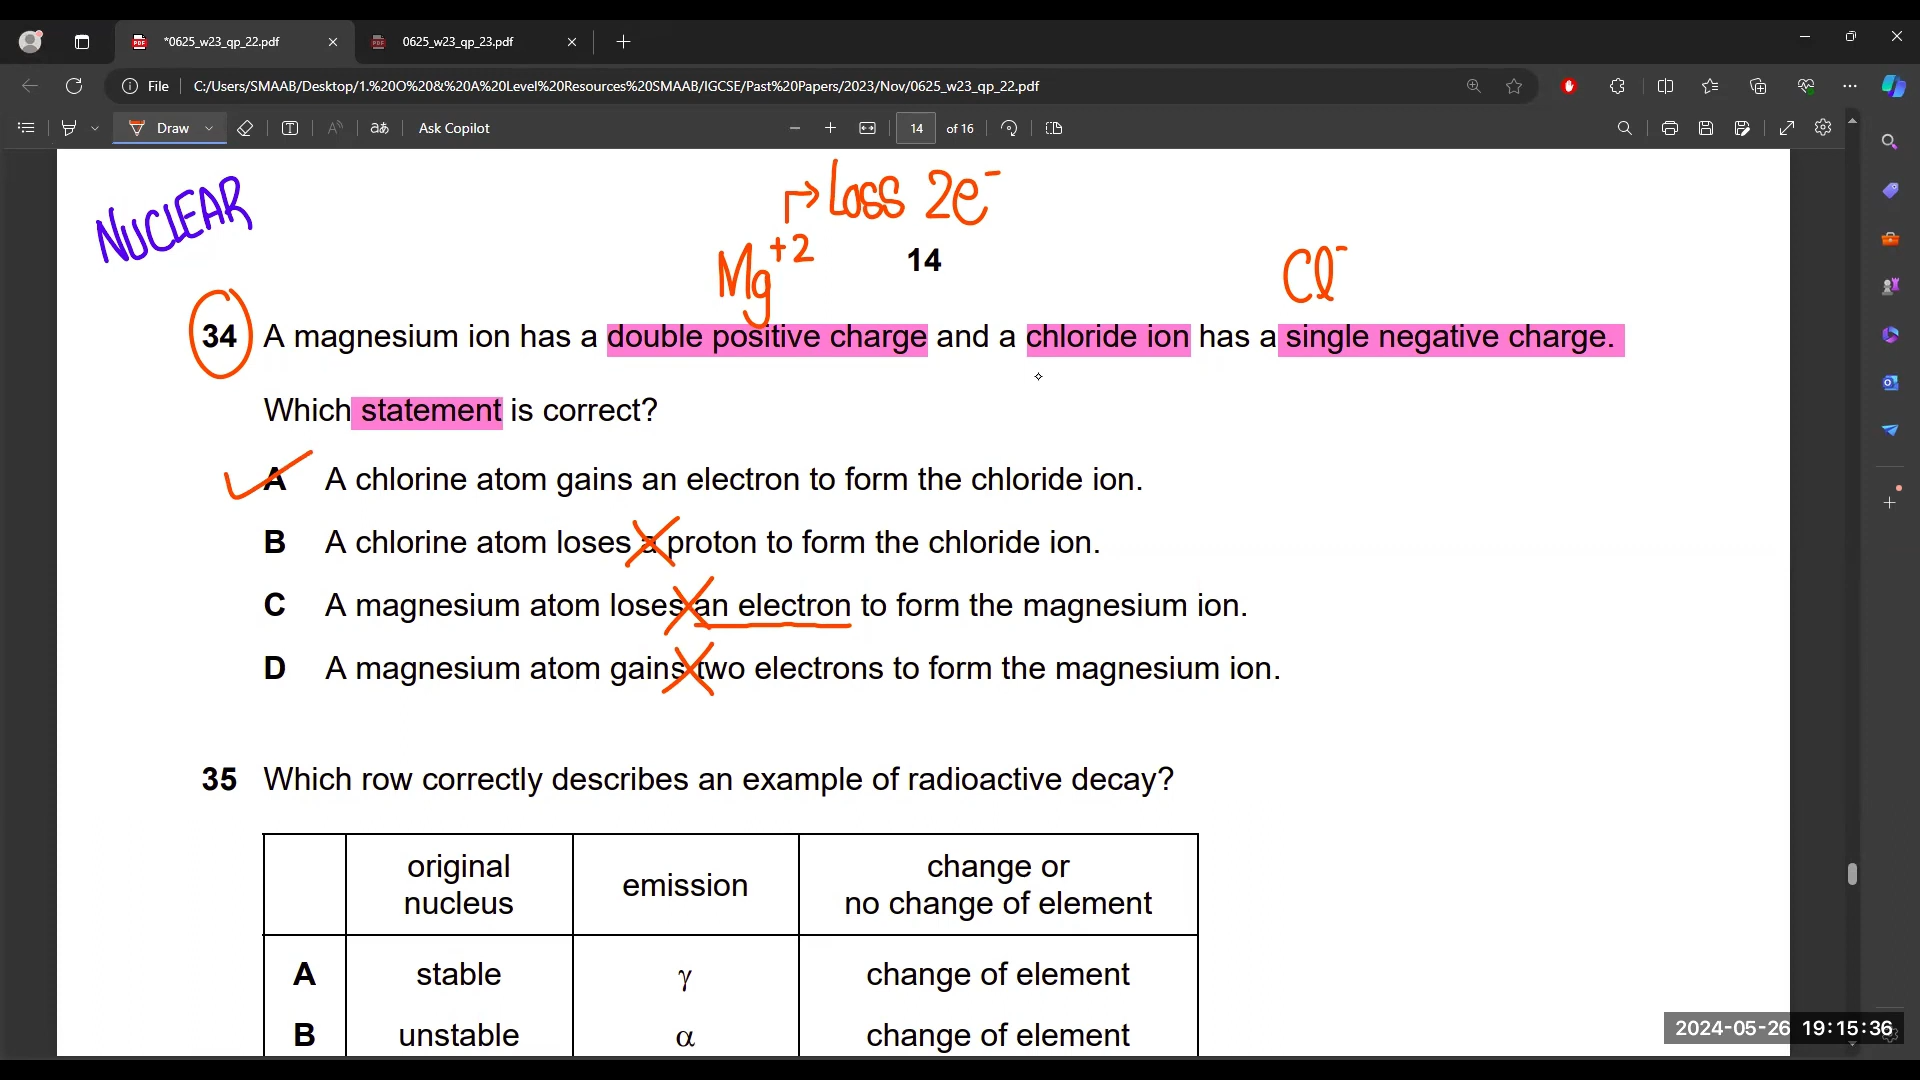 *0625_w23_qp_22.pdf
0625_w23_qp_23.pdf
File
C:/Users/SMAAB/Desktop/1.%20O%20&%20A%20Level%20Resources%20SMAAB/IGCSE/Past%20Papers/2023/Nov/0625_w23_qp_22.pdf
Draw
Ask Copilot
14 of 16
NUCLEAR
Loss 2e⁻
Mg⁺²
14
Cl⁻
34 A magnesium ion has a double positive charge and a chloride ion has a single negative charge.
Which statement is correct?
A A chlorine atom gains an electron to form the chloride ion.
B A chlorine atom loses a proton to form the chloride ion.
C A magnesium atom loses an electron to form the magnesium ion.
D A magnesium atom gains two electrons to form the magnesium ion.
35 Which row correctly describes an example of radioactive decay?
original nucleus emission change or no change of element
A stable γ change of element
B unstable α change of element
2024-05-26 19:15:36